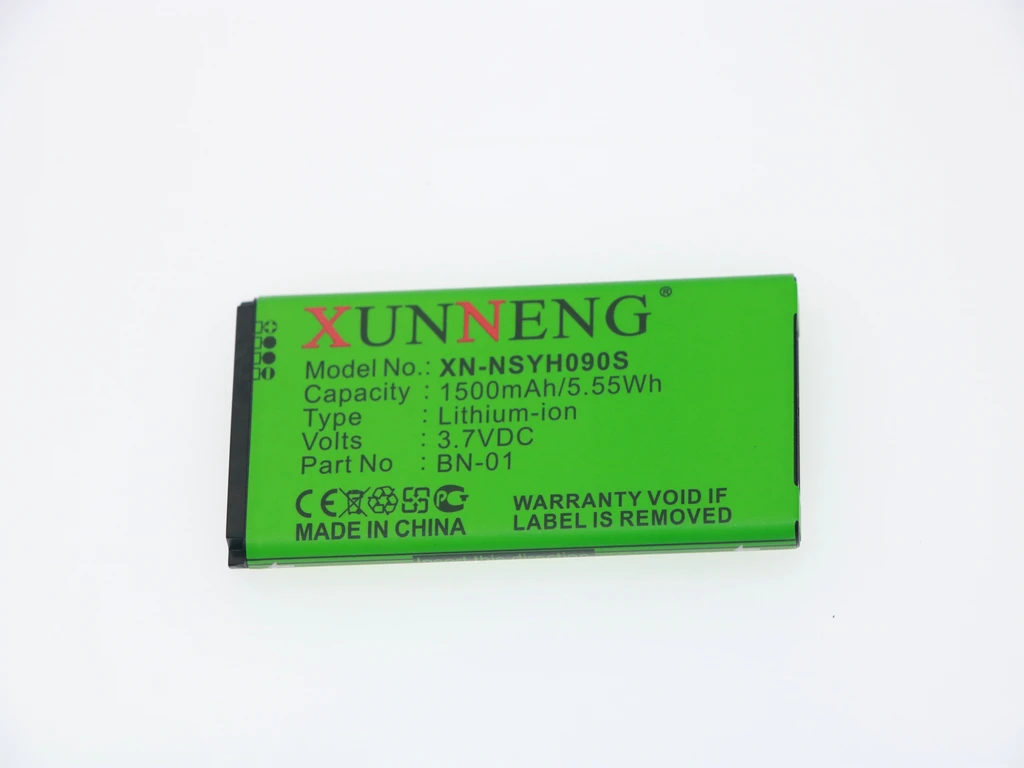 XUNNENG®
Model No.: XN-NSYH090S
Capacity : 1500mAh/5.55Wh
Type : Lithium-ion
Volts : 3.7VDC
Part No : BN-01
CE
MADE IN CHINA
WARRANTY VOID IF
LABEL IS REMOVED